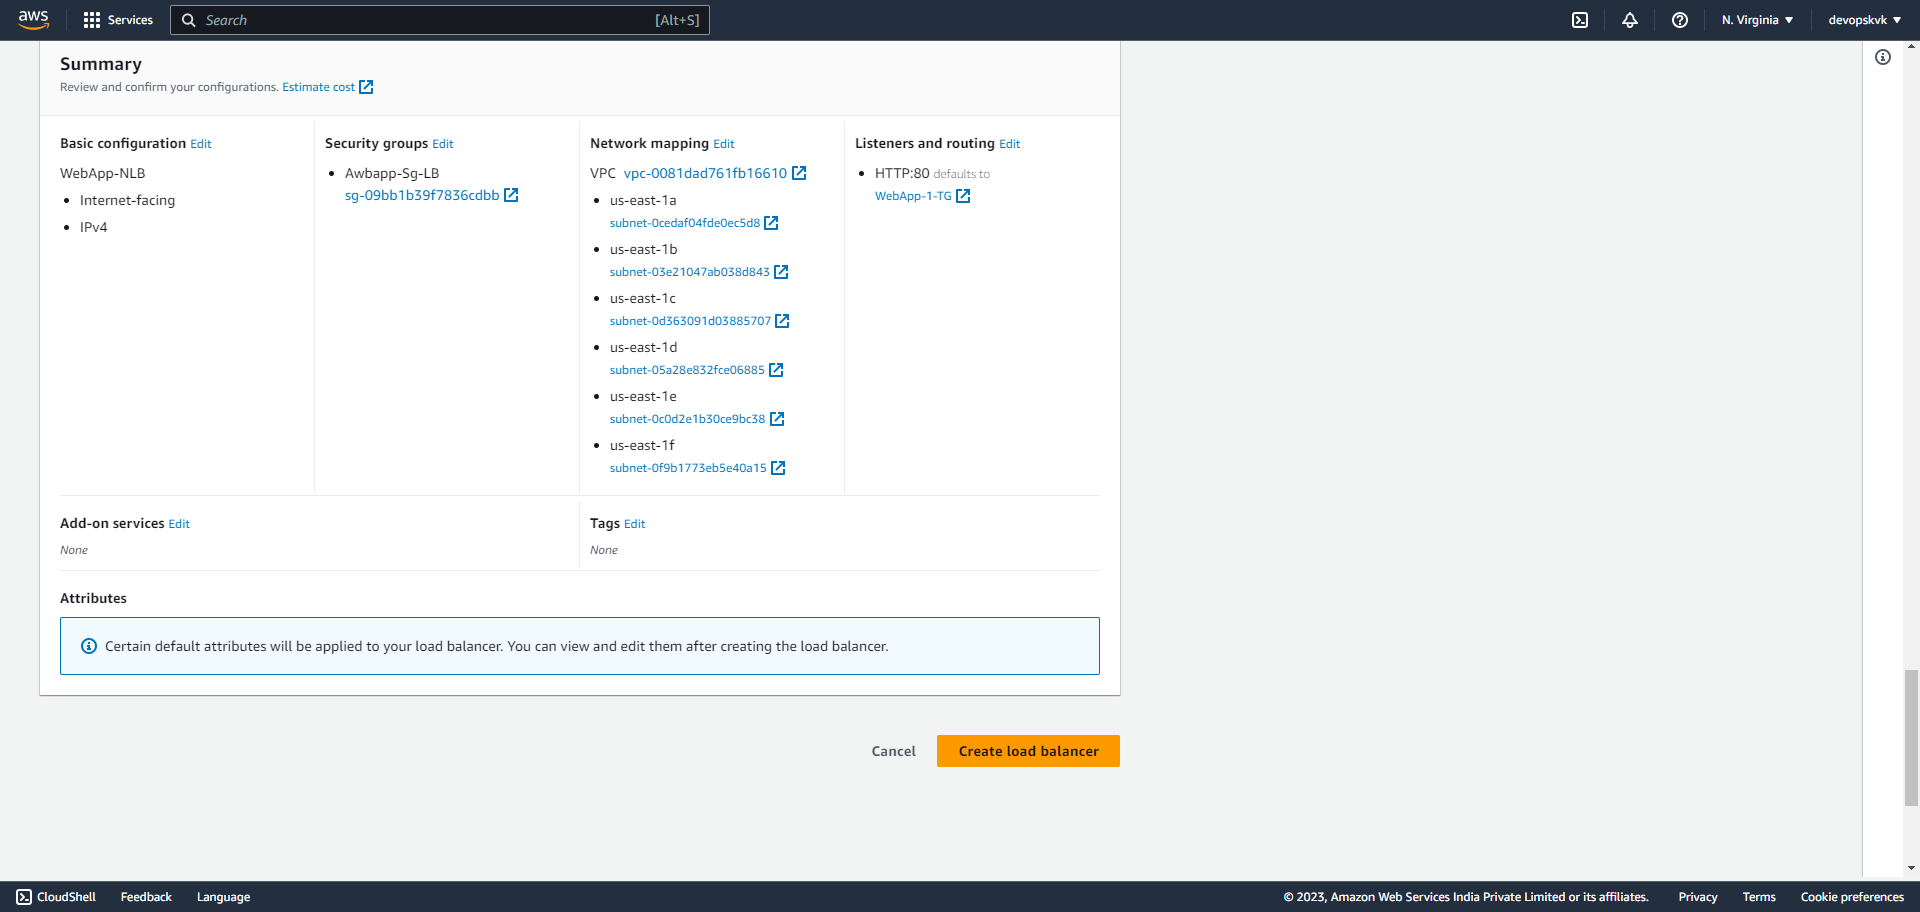 aws Services Search [Alt+S] N. Virginia devopskvk
Summary
Review and confirm your configurations. Estimate cost
Basic configuration Edit
WebApp-NLB
Internet-facing
IPv4
Security groups Edit
Awbapp-Sg-LB
sg-09bb1b39f7836cdbb
Network mapping Edit
VPC vpc-0081dad761fb16610
us-east-1a
subnet-0cedaf04fde0ec5d8
us-east-1b
subnet-03e21047ab038d843
us-east-1c
subnet-0d363091d03885707
us-east-1d
subnet-05a28e832fce06885
us-east-1e
subnet-0c0d2e1b30ce9bc38
us-east-1f
subnet-0f9b1773eb5e40a15
Listeners and routing Edit
HTTP:80 defaults to
WebApp-1-TG
Add-on services Edit
None
Tags Edit
None
Attributes
Certain default attributes will be applied to your load balancer. You can view and edit them after creating the load balancer.
Cancel Create load balancer
CloudShell Feedback Language © 2023, Amazon Web Services India Private Limited or its affiliates. Privacy Terms Cookie preferences